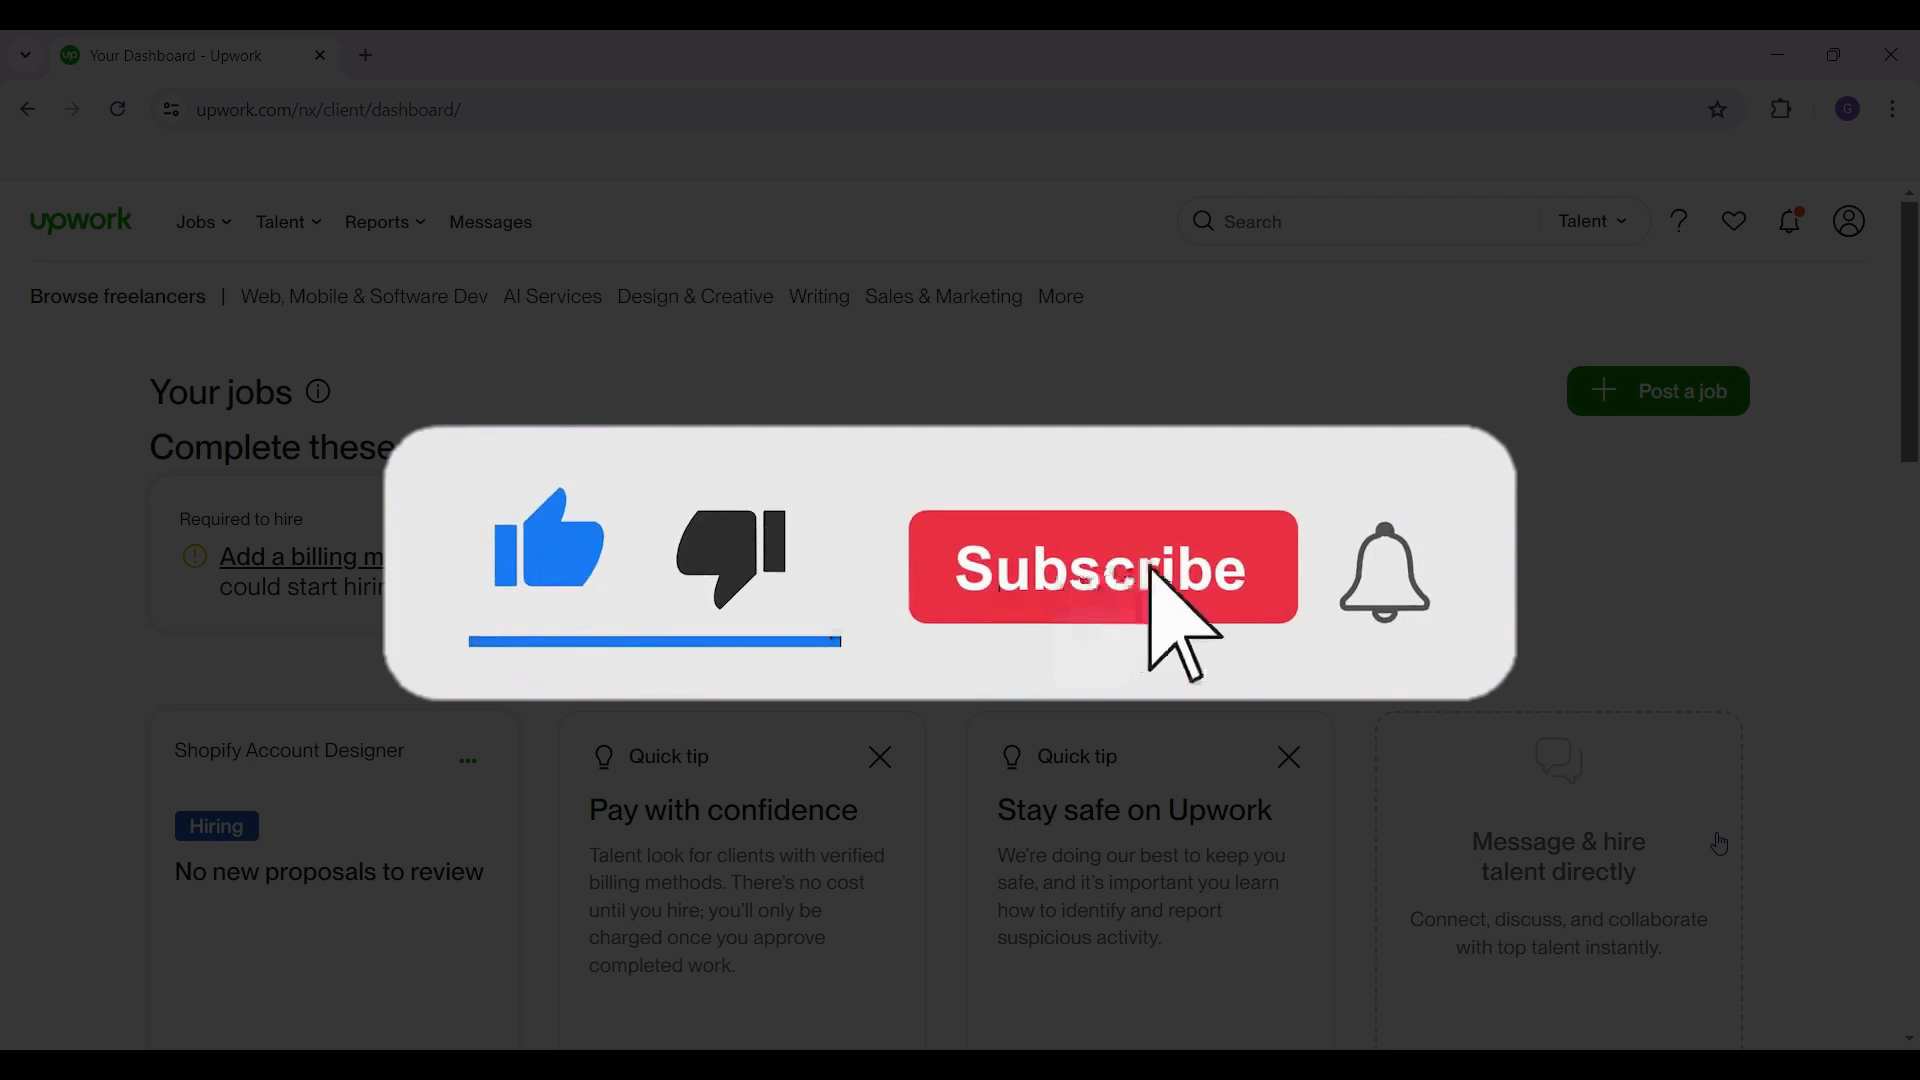 Your Dashboard - Upwork
upwork.com/nx/client/dashboard/
G
upwork Jobs Talent Reports Messages Search Talent
Browse freelancers | Web, Mobile & Software Dev AI Services Design & Creative Writing Sales & Marketing More
Your jobs
Post a job
Complete these
Required to hire
Add a billing m
could start hirin
Subscribe
Shopify Account Designer
Hiring
No new proposals to review
Quick tip
Pay with confidence
Talent look for clients with verified
billing methods. There's no cost
until you hire; you'll only be
charged once you approve
completed work.
Quick tip
Stay safe on Upwork
We're doing our best to keep you
safe, and it's important you learn
how to identify and report
suspicious activity.
Message & hire
talent directly
Connect, discuss, and collaborate
with top talent instantly.